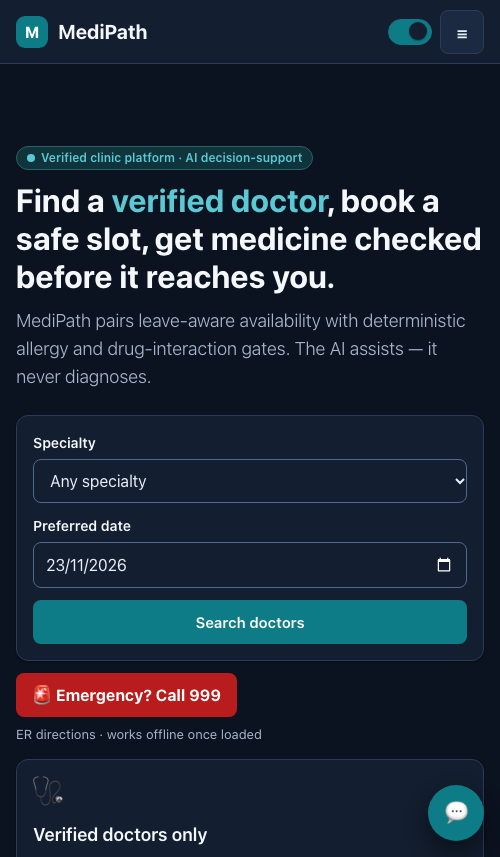 M MediPath
Verified clinic platform · AI decision-support
Find a verified doctor, book a
safe slot, get medicine checked
before it reaches you.
MediPath pairs leave-aware availability with deterministic
allergy and drug-interaction gates. The AI assists — it
never diagnoses.
Specialty
Any specialty
Preferred date
23/11/2026
Search doctors
🚨 Emergency? Call 999
ER directions · works offline once loaded
Verified doctors only